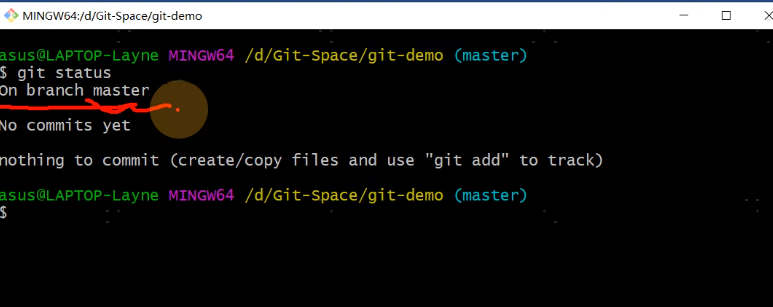 MINGW64:/d/Git-Space/git-demo
asus@LAPTOP-Layne MINGW64 /d/Git-Space/git-demo (master)
$ git status
On branch master
No commits yet
nothing to commit (create/copy files and use "git add" to track)
asus@LAPTOP-Layne MINGW64 /d/Git-Space/git-demo (master)
$